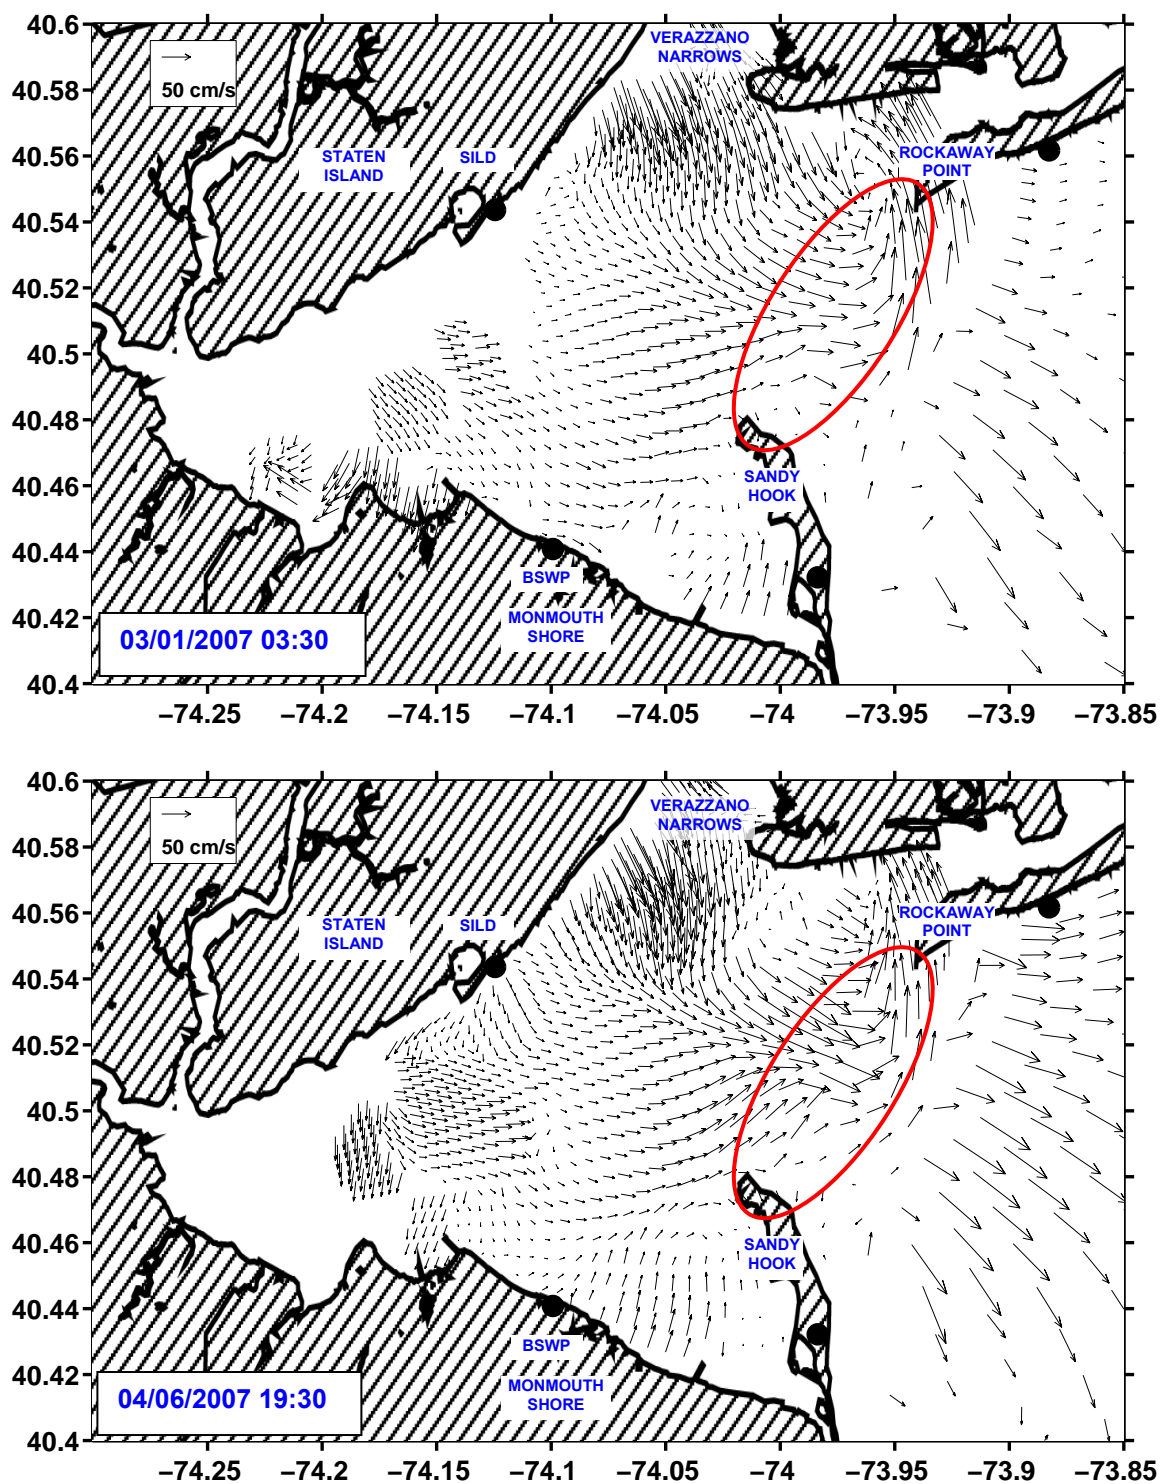 40.6
VERAZZANO
NARROWS
50 cm/s
40.58
40.56
STATEN
ISLAND
SILD
ROCKAWAY
POINT
40.54
40.52
40.5
40.48
SANDY
HOOK
40.46
40.44
BSWP
MONMOUTH
SHORE
40.42
03/01/2007 03:30
40.4
−74.25 −74.2 −74.15 −74.1 −74.05 −74 −73.95 −73.9 −73.85
40.6
VERAZZANO
NARROWS
50 cm/s
40.58
40.56
STATEN
ISLAND
SILD
ROCKAWAY
POINT
40.54
40.52
40.5
40.48
SANDY
HOOK
40.46
40.44
BSWP
MONMOUTH
SHORE
40.42
04/06/2007 19:30
40.4
−74.25 −74.2 −74.15 −74.1 −74.05 −74 −73.95 −73.9 −73.85